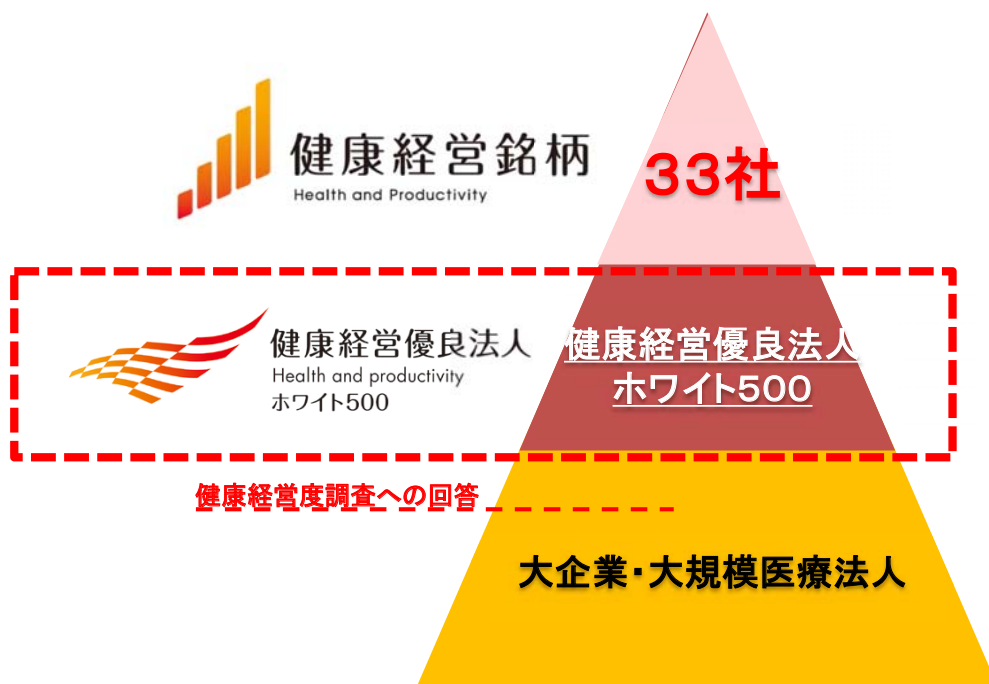 健康経営銘柄
Health and Productivity
33社
健康経営優良法人
Health and productivity
ホワイト500
健康経営優良法人
ホワイト500
健康経営度調査への回答
大企業・大規模医療法人